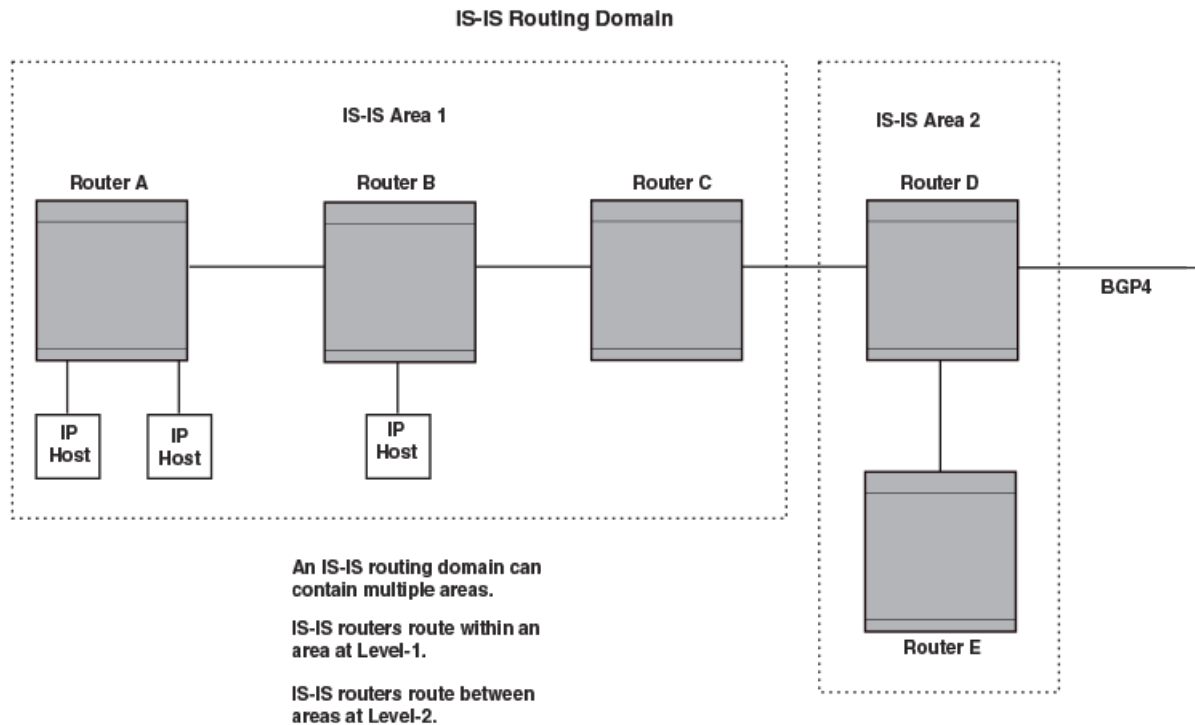 IS-IS Routing Domain
IS-IS Area 1
IS-IS Area 2
Router A
Router B
Router C
Router D
BGP4
IP
Host
IP
Host
IP
Host
Router E
An IS-IS routing domain can
contain multiple areas.
IS-IS routers route within an
area at Level-1.
IS-IS routers route between
areas at Level-2.